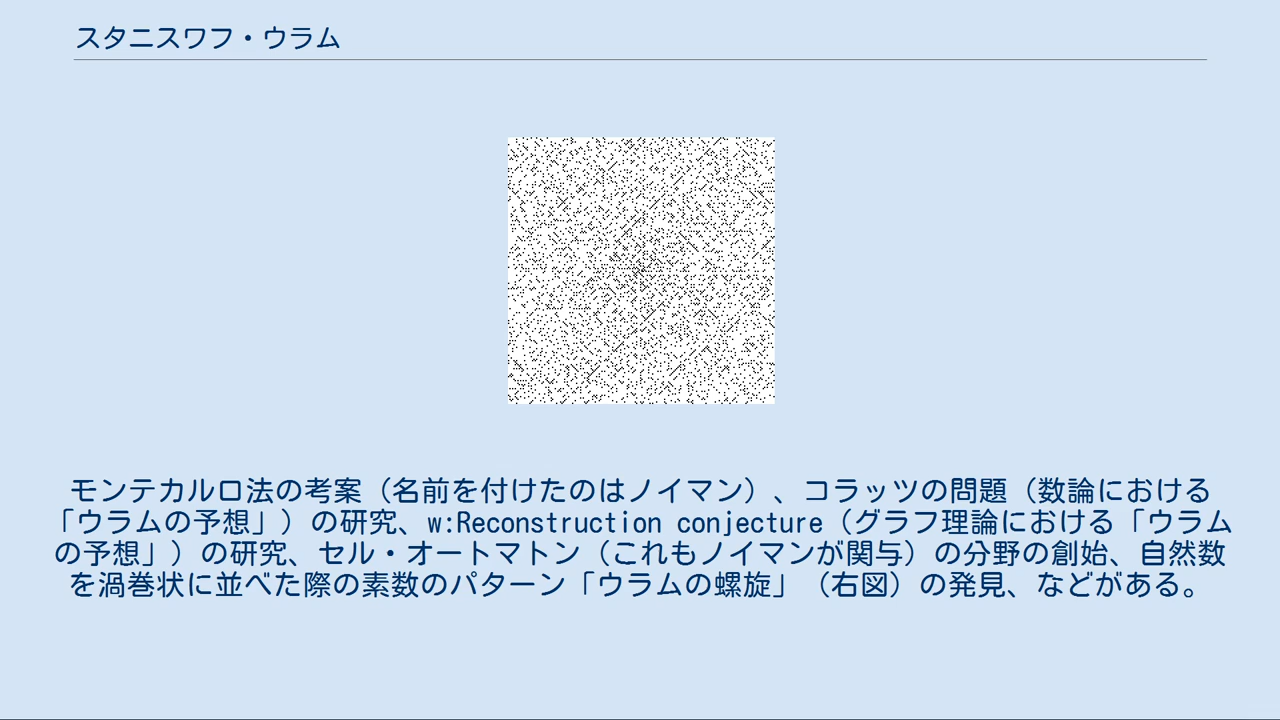 スタニスワフ・ウラム
モンテカルロ法の考案（名前を付けたのはノイマン）、コラッツの問題（数論における
「ウラムの予想」）の研究、w:Reconstruction conjecture（グラフ理論における「ウラム
の予想」）の研究、セル・オートマトン（これもノイマンが関与）の分野の創始、自然数
を渦巻状に並べた際の素数のパターン「ウラムの螺旋」（右図）の発見、などがある。